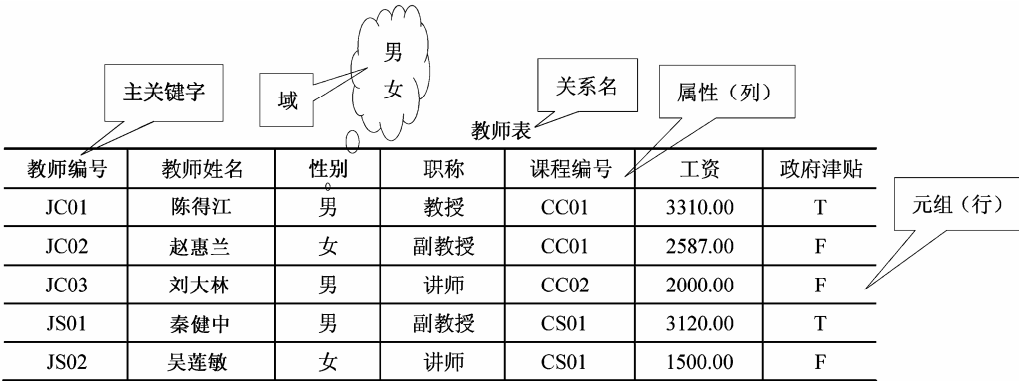 男
女
主关键字
域
关系名
属性（列）
教师表
教师编号 教师姓名 性别 职称 课程编号 工资 政府津贴
元组（行）
JC01 陈得江 男 教授 CC01 3310.00 T
JC02 赵惠兰 女 副教授 CC01 2587.00 F
JC03 刘大林 男 讲师 CC02 2000.00 F
JS01 秦健中 男 副教授 CS01 3120.00 T
JS02 吴莲敏 女 讲师 CS01 1500.00 F